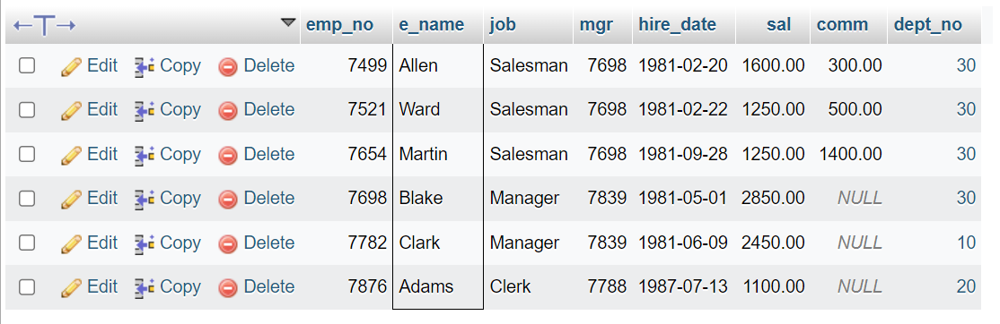 emp_no e_name job mgr hire_date sal comm dept_no
Edit Copy Delete 7499 Allen Salesman 7698 1981-02-20 1600.00 300.00 30
Edit Copy Delete 7521 Ward Salesman 7698 1981-02-22 1250.00 500.00 30
Edit Copy Delete 7654 Martin Salesman 7698 1981-09-28 1250.00 1400.00 30
Edit Copy Delete 7698 Blake Manager 7839 1981-05-01 2850.00 NULL 30
Edit Copy Delete 7782 Clark Manager 7839 1981-06-09 2450.00 NULL 10
Edit Copy Delete 7876 Adams Clerk 7788 1987-07-13 1100.00 NULL 20